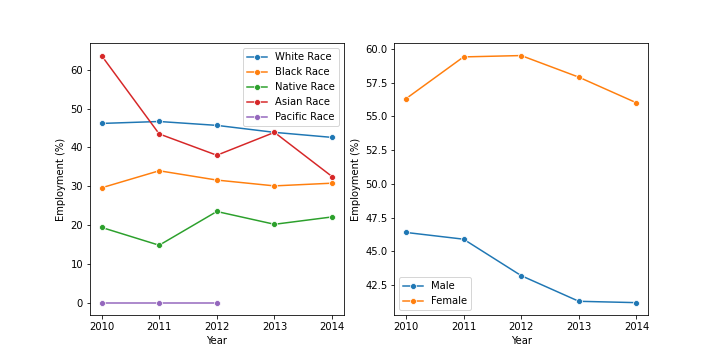 60
50
40
30
20
10
0
Employment (%)
2010 2011 2012 2013 2014
Year
White Race
Black Race
Native Race
Asian Race
Pacific Race
60.0
57.5
55.0
52.5
50.0
47.5
45.0
42.5
Employment (%)
2010 2011 2012 2013 2014
Year
Male
Female